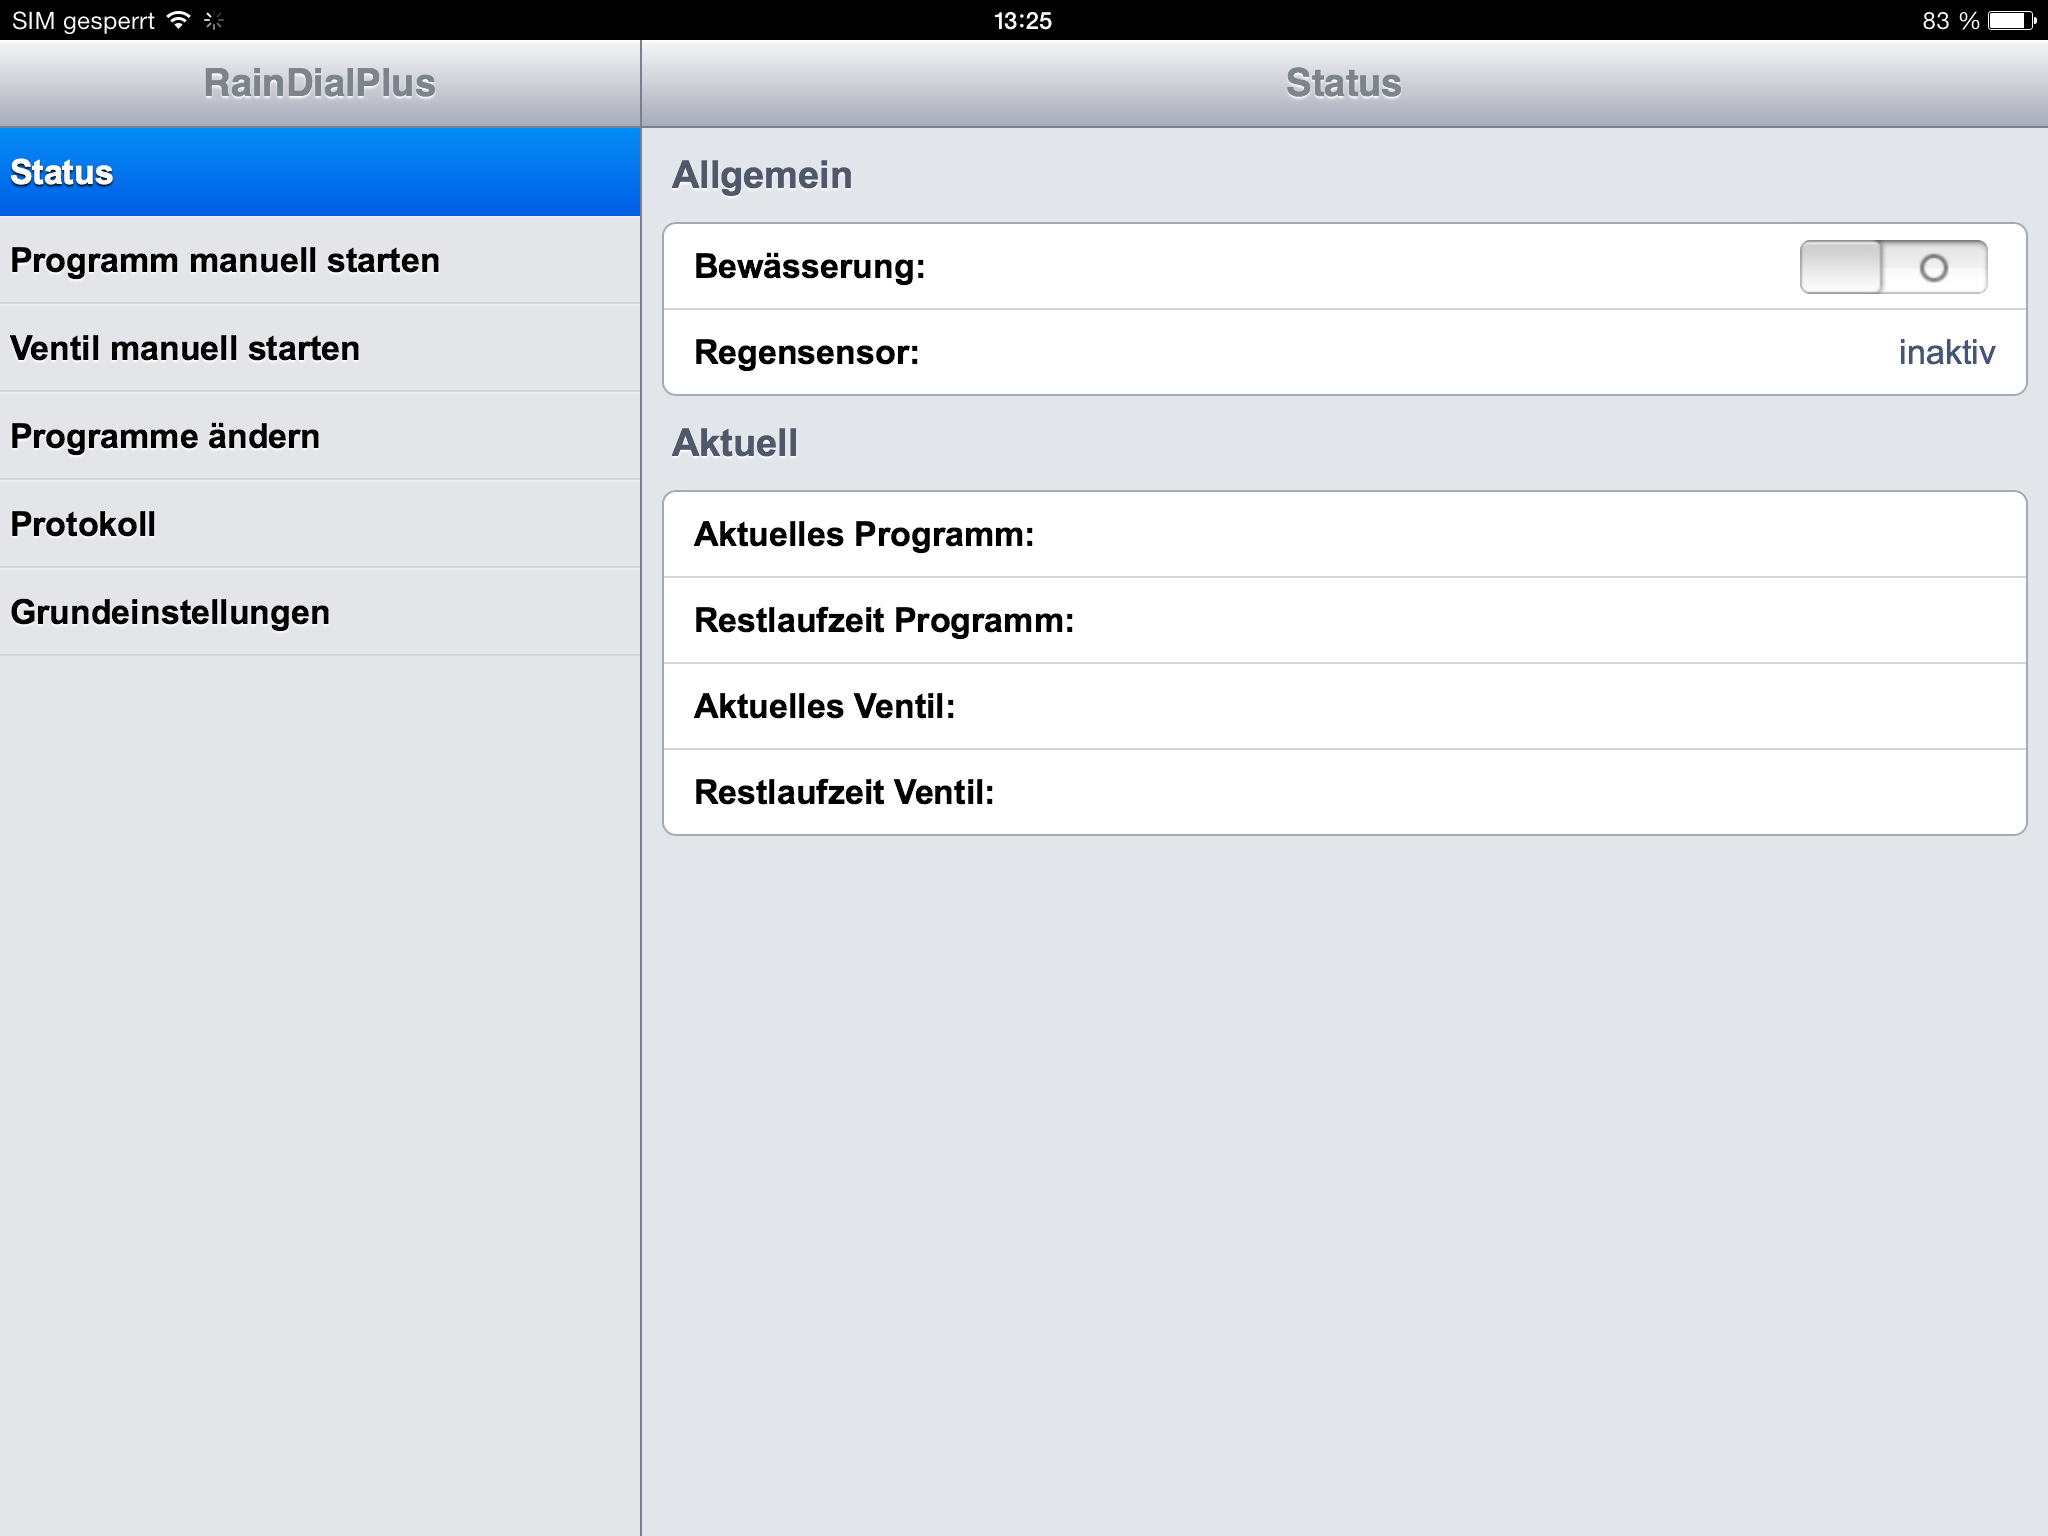 SIM gesperrt
13:25
83 %
RainDialPlus
Status
Status
Programm manuell starten
Ventil manuell starten
Programme ändern
Protokoll
Grundeinstellungen
Allgemein
Bewässerung:
Regensensor: inaktiv
Aktuell
Aktuelles Programm:
Restlaufzeit Programm:
Aktuelles Ventil:
Restlaufzeit Ventil: